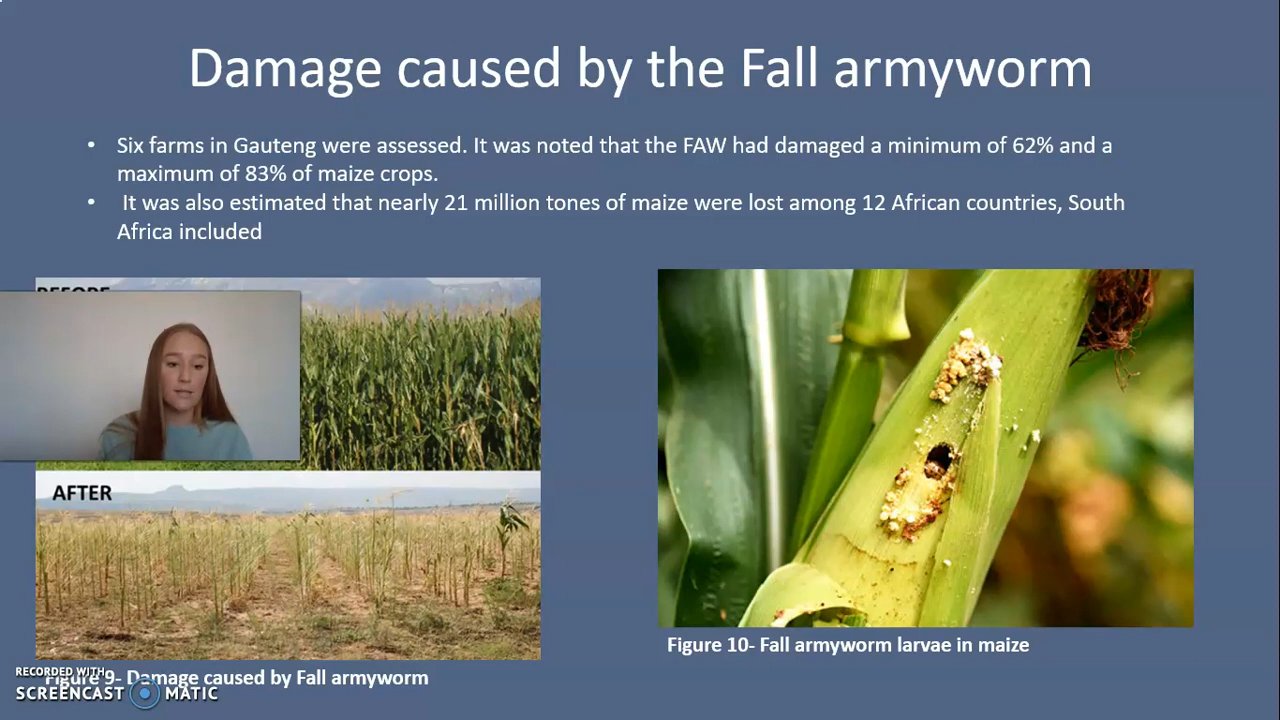 Damage caused by the Fall armyworm
• Six farms in Gauteng were assessed. It was noted that the FAW had damaged a minimum of 62% and a
maximum of 83% of maize crops.
• It was also estimated that nearly 21 million tones of maize were lost among 12 African countries, South
Africa included
BEFORE
AFTER
Figure 10- Fall armyworm larvae in maize
Figure 9- Damage caused by Fall armyworm
RECORDED WITH
SCREENCAST MATIC